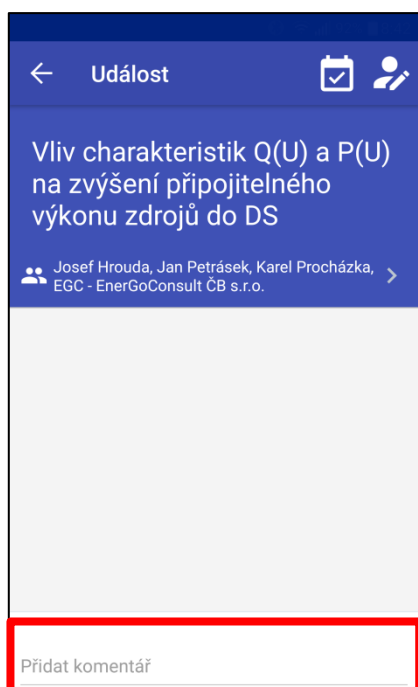 Událost
Vliv charakteristik Q(U) a P(U)
na zvýšení připojitelného
výkonu zdrojů do DS
Josef Hrouda, Jan Petrásek, Karel Procházka,
EGC - EnerGoConsult ČB s.r.o.
Přidat komentář